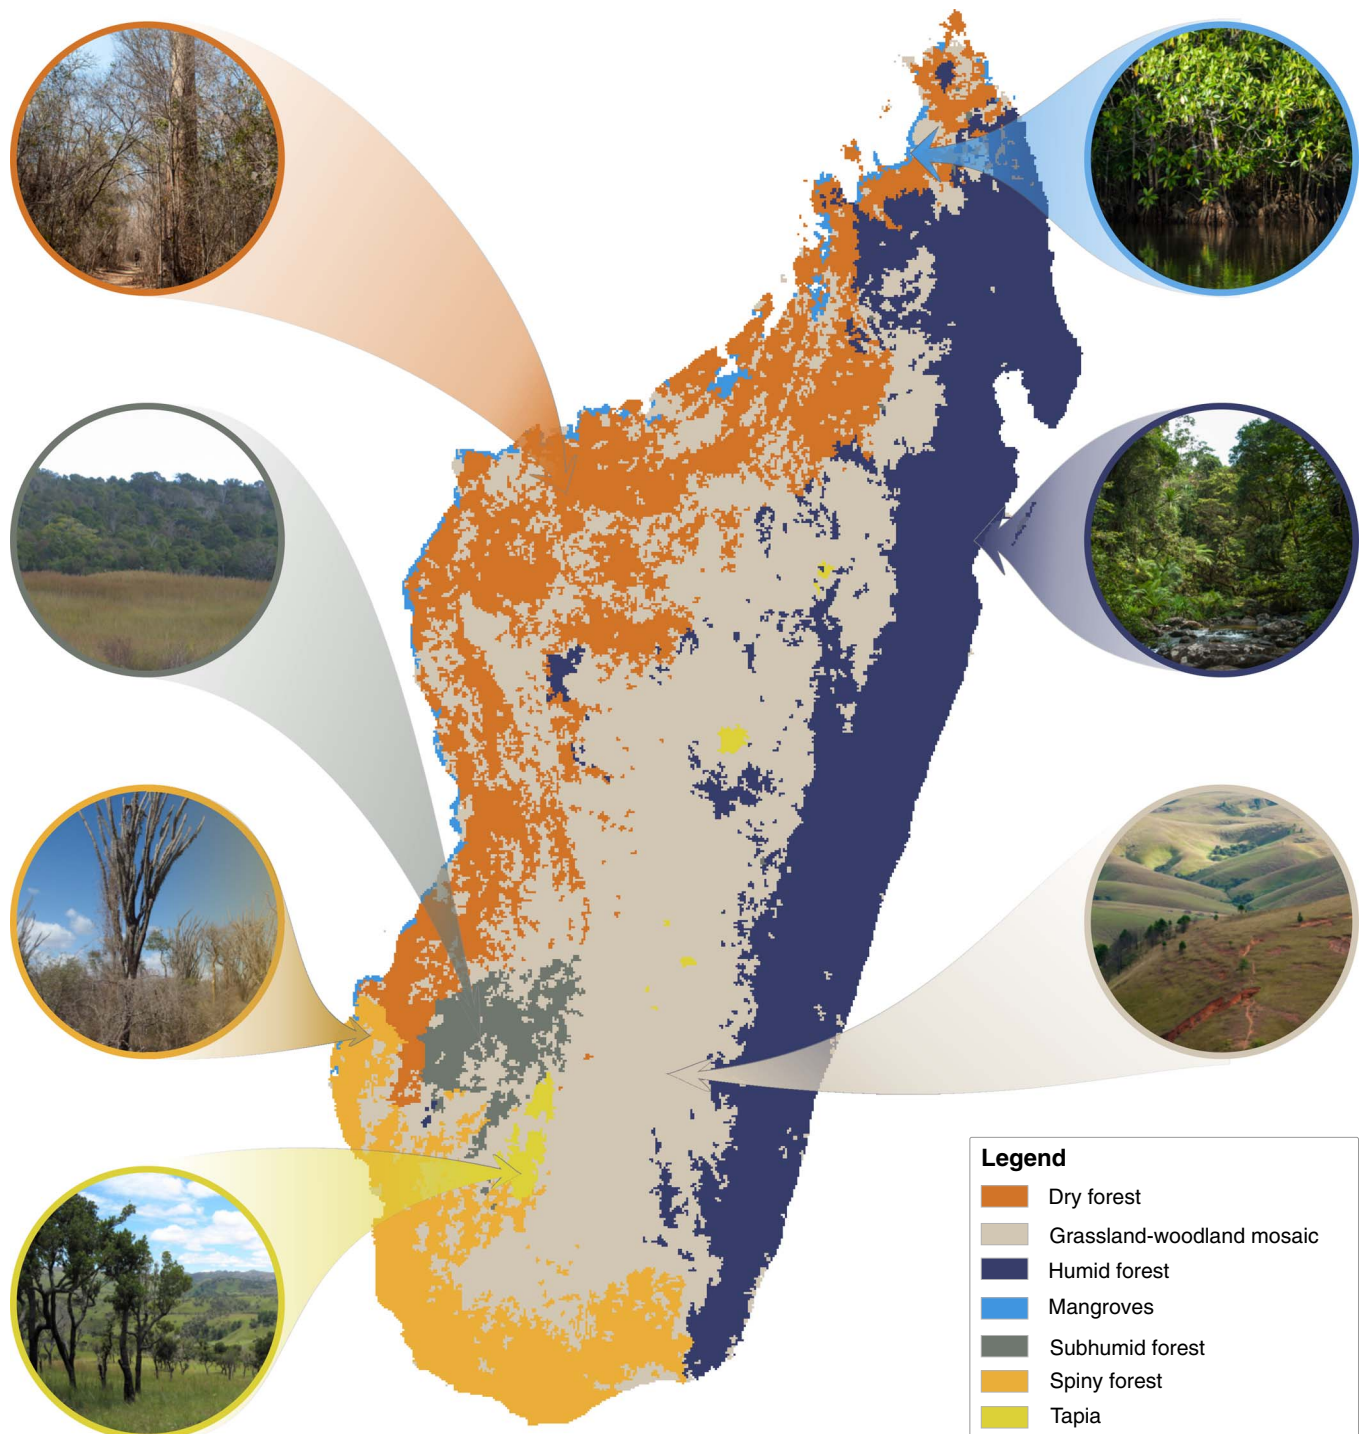 Legend
Dry forest
Grassland-woodland mosaic
Humid forest
Mangroves
Subhumid forest
Spiny forest
Tapia